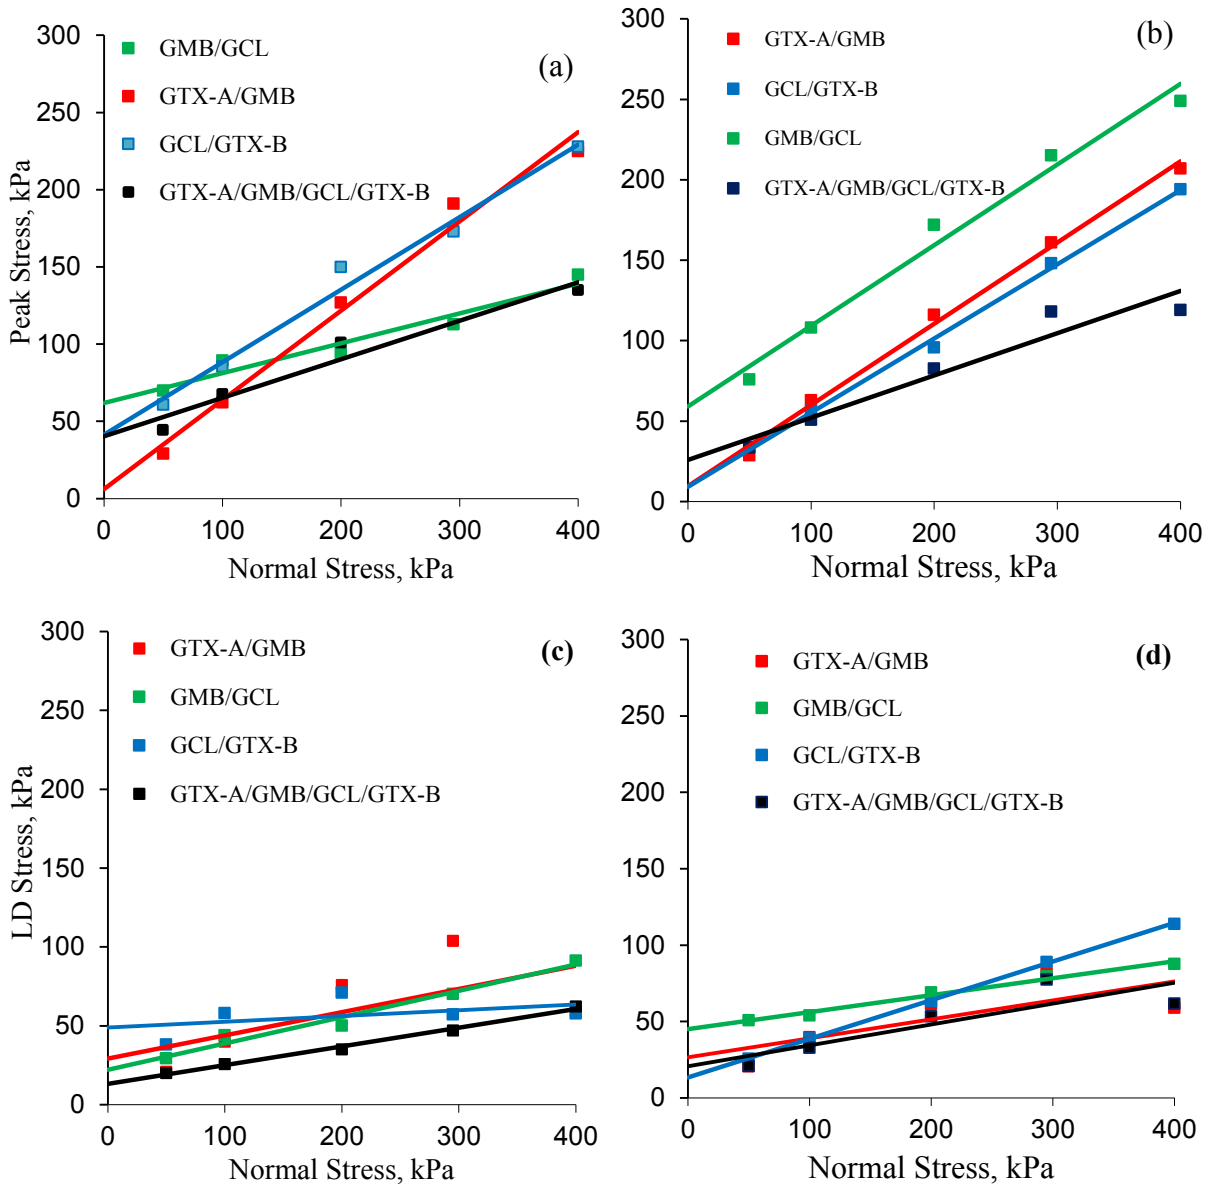 (a)
GMB/GCL
GTX-A/GMB
GCL/GTX-B
GTX-A/GMB/GCL/GTX-B
300
250
200
150
100
50
0
0 100 200 300 400
Peak Stress, kPa
Normal Stress, kPa
(b)
GTX-A/GMB
GCL/GTX-B
GMB/GCL
GTX-A/GMB/GCL/GTX-B
300
250
200
150
100
50
0
0 100 200 300 400
Normal Stress, kPa
(c)
GTX-A/GMB
GMB/GCL
GCL/GTX-B
GTX-A/GMB/GCL/GTX-B
300
250
200
150
100
50
0
0 100 200 300 400
LD Stress, kPa
Normal Stress, kPa
(d)
GTX-A/GMB
GMB/GCL
GCL/GTX-B
GTX-A/GMB/GCL/GTX-B
300
250
200
150
100
50
0
0 100 200 300 400
Normal Stress, kPa